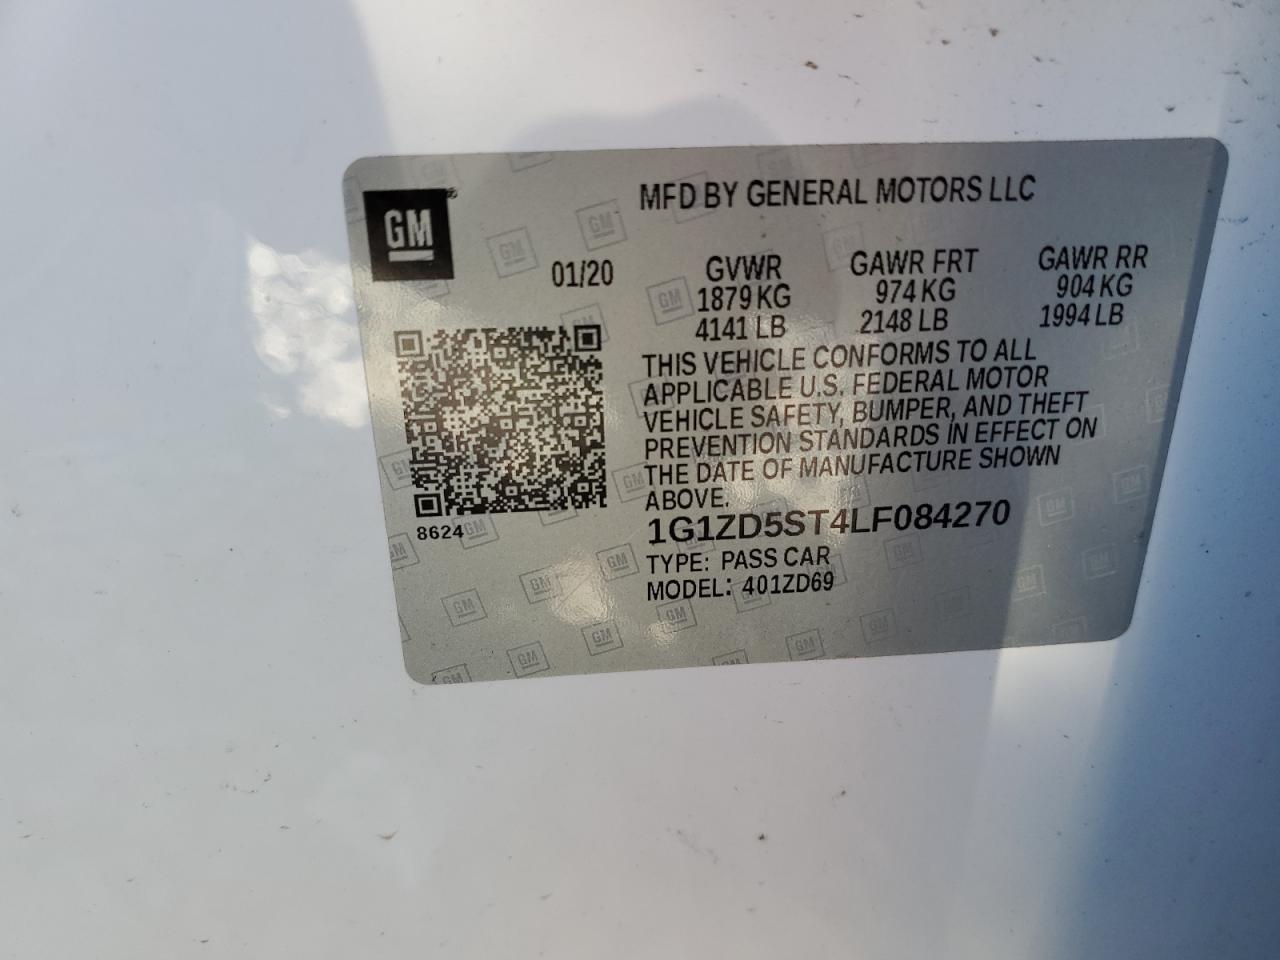 GM®
MFD BY GENERAL MOTORS LLC
01/20
GVWR GAWR FRT GAWR RR
1879 KG 974 KG 904 KG
4141 LB 2148 LB 1994 LB
THIS VEHICLE CONFORMS TO ALL
APPLICABLE U.S. FEDERAL MOTOR
VEHICLE SAFETY, BUMPER, AND THEFT
PREVENTION STANDARDS IN EFFECT ON
THE DATE OF MANUFACTURE SHOWN
ABOVE.
8624
1G1ZD5ST4LF084270
TYPE: PASS CAR
MODEL: 401ZD69